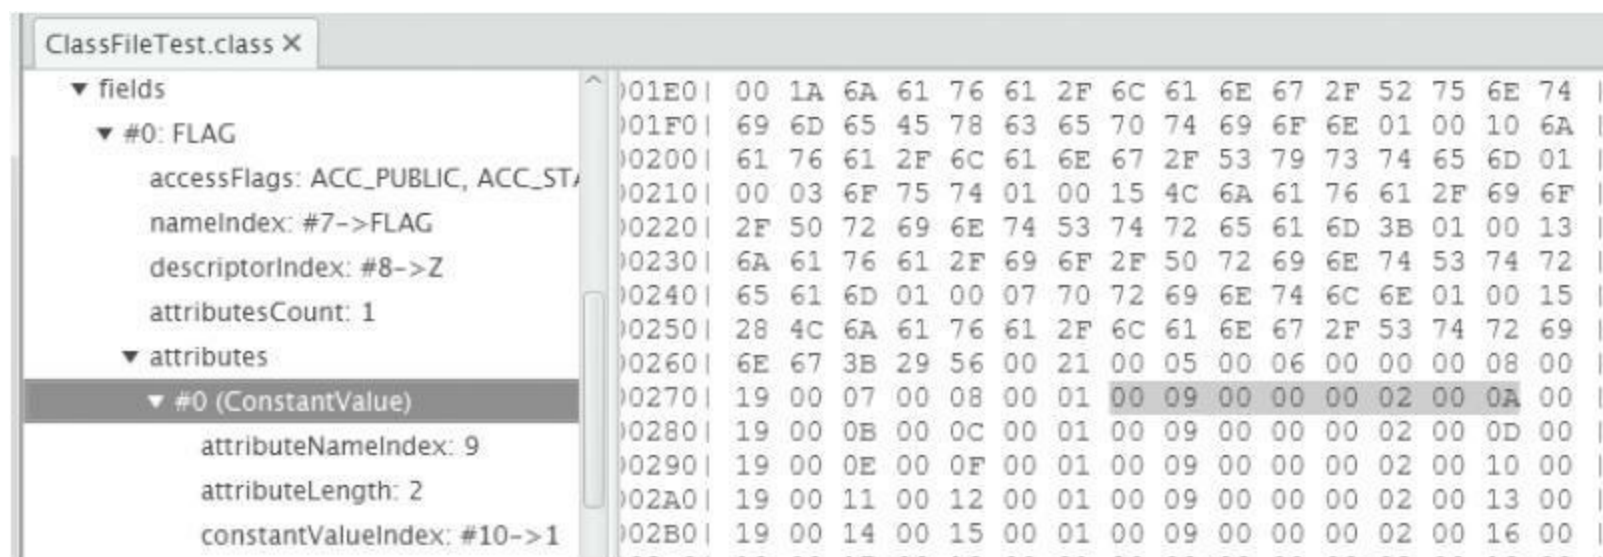 ClassFileTest.class ×
▼ fields
▼ #0: FLAG
accessFlags: ACC_PUBLIC, ACC_STA
nameIndex: #7->FLAG
descriptorIndex: #8->Z
attributesCount: 1
▼ attributes
▼ #0 (ConstantValue)
attributeNameIndex: 9
attributeLength: 2
constantValueIndex: #10->1
001E0| 00 1A 6A 61 76 61 2F 6C 61 6E 67 2F 52 75 6E 74 |
001F0| 69 6D 65 45 78 63 65 70 74 69 6F 6E 01 00 10 6A |
00200| 61 76 61 2F 6C 61 6E 67 2F 53 79 73 74 65 6D 01 |
00210| 00 03 6F 75 74 01 00 15 4C 6A 61 76 61 2F 69 6F |
00220| 2F 50 72 69 6E 74 53 74 72 65 61 6D 3B 01 00 13 |
00230| 6A 61 76 61 2F 69 6F 2F 50 72 69 6E 74 53 74 72 |
00240| 65 61 6D 01 00 07 70 72 69 6E 74 6C 6E 01 00 15 |
00250| 28 4C 6A 61 76 61 2F 6C 61 6E 67 2F 53 74 72 69 |
00260| 6E 67 3B 29 56 00 21 00 05 00 06 00 00 00 08 00 |
00270| 19 00 07 00 08 00 01 00 09 00 00 00 02 00 0A 00 |
00280| 19 00 0B 00 0C 00 01 00 09 00 00 00 02 00 0D 00 |
00290| 19 00 0E 00 0F 00 01 00 09 00 00 00 02 00 10 00 |
002A0| 19 00 11 00 12 00 01 00 09 00 00 00 02 00 13 00 |
002B0| 19 00 14 00 15 00 01 00 09 00 00 00 02 00 16 00 |